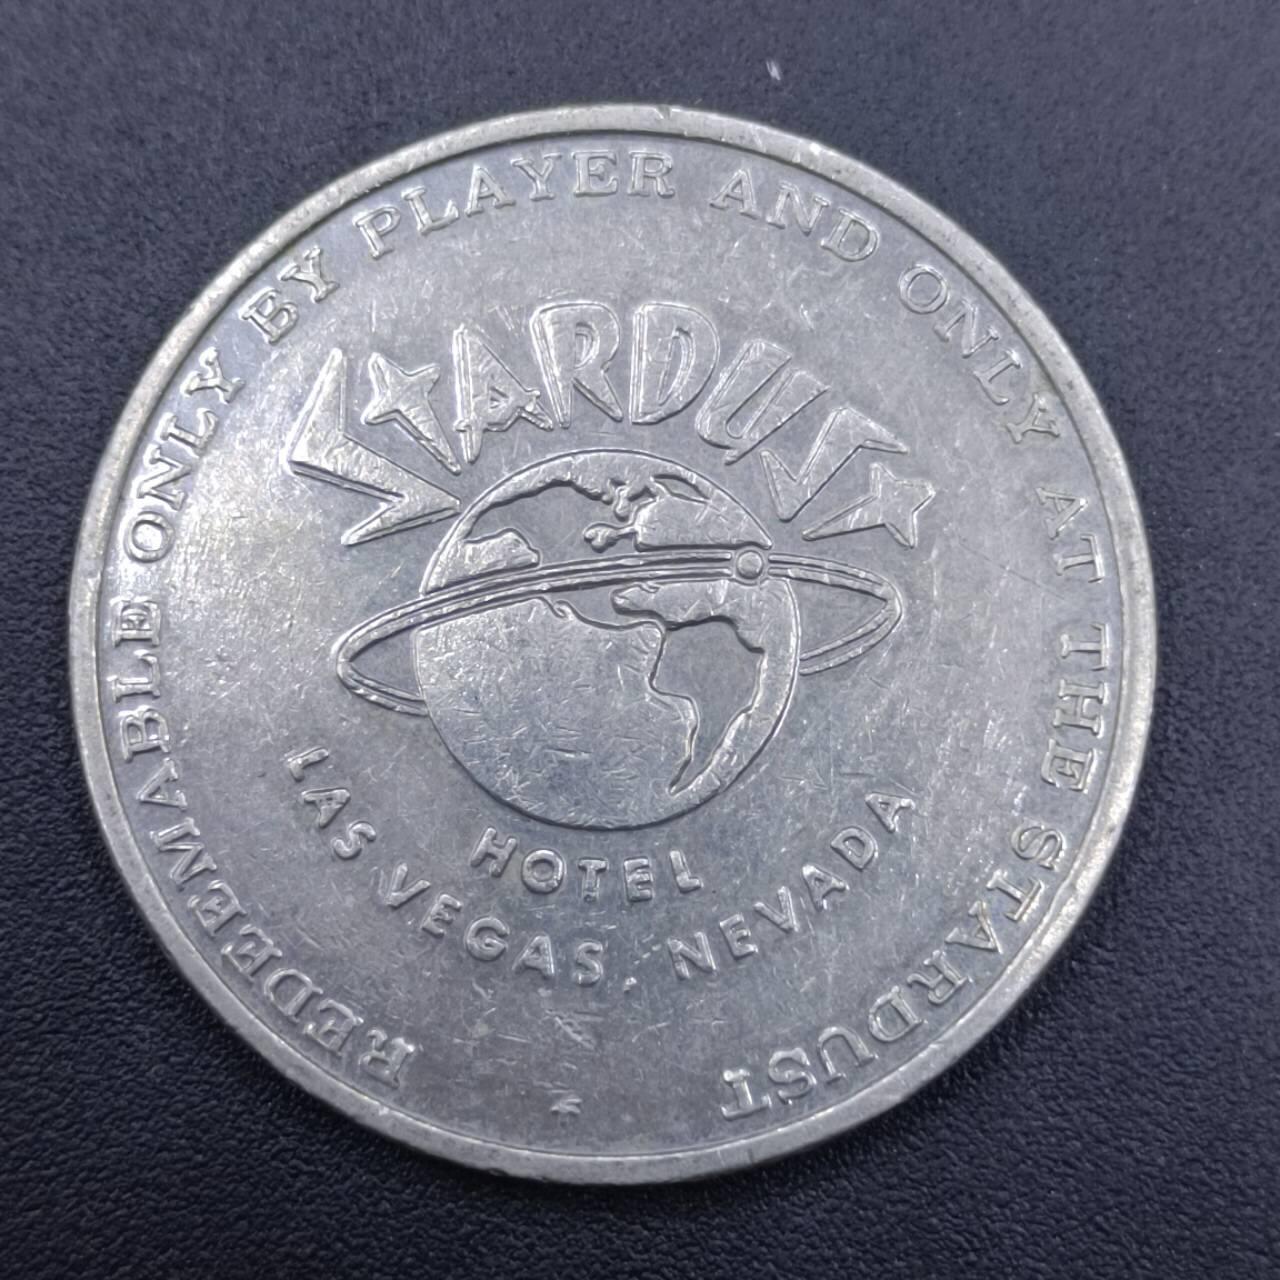 REDEEMABLE ONLY BY PLAYER AND ONLY AT THE STARDUST
STARDUST
HOTEL
LAS VEGAS, NEVADA